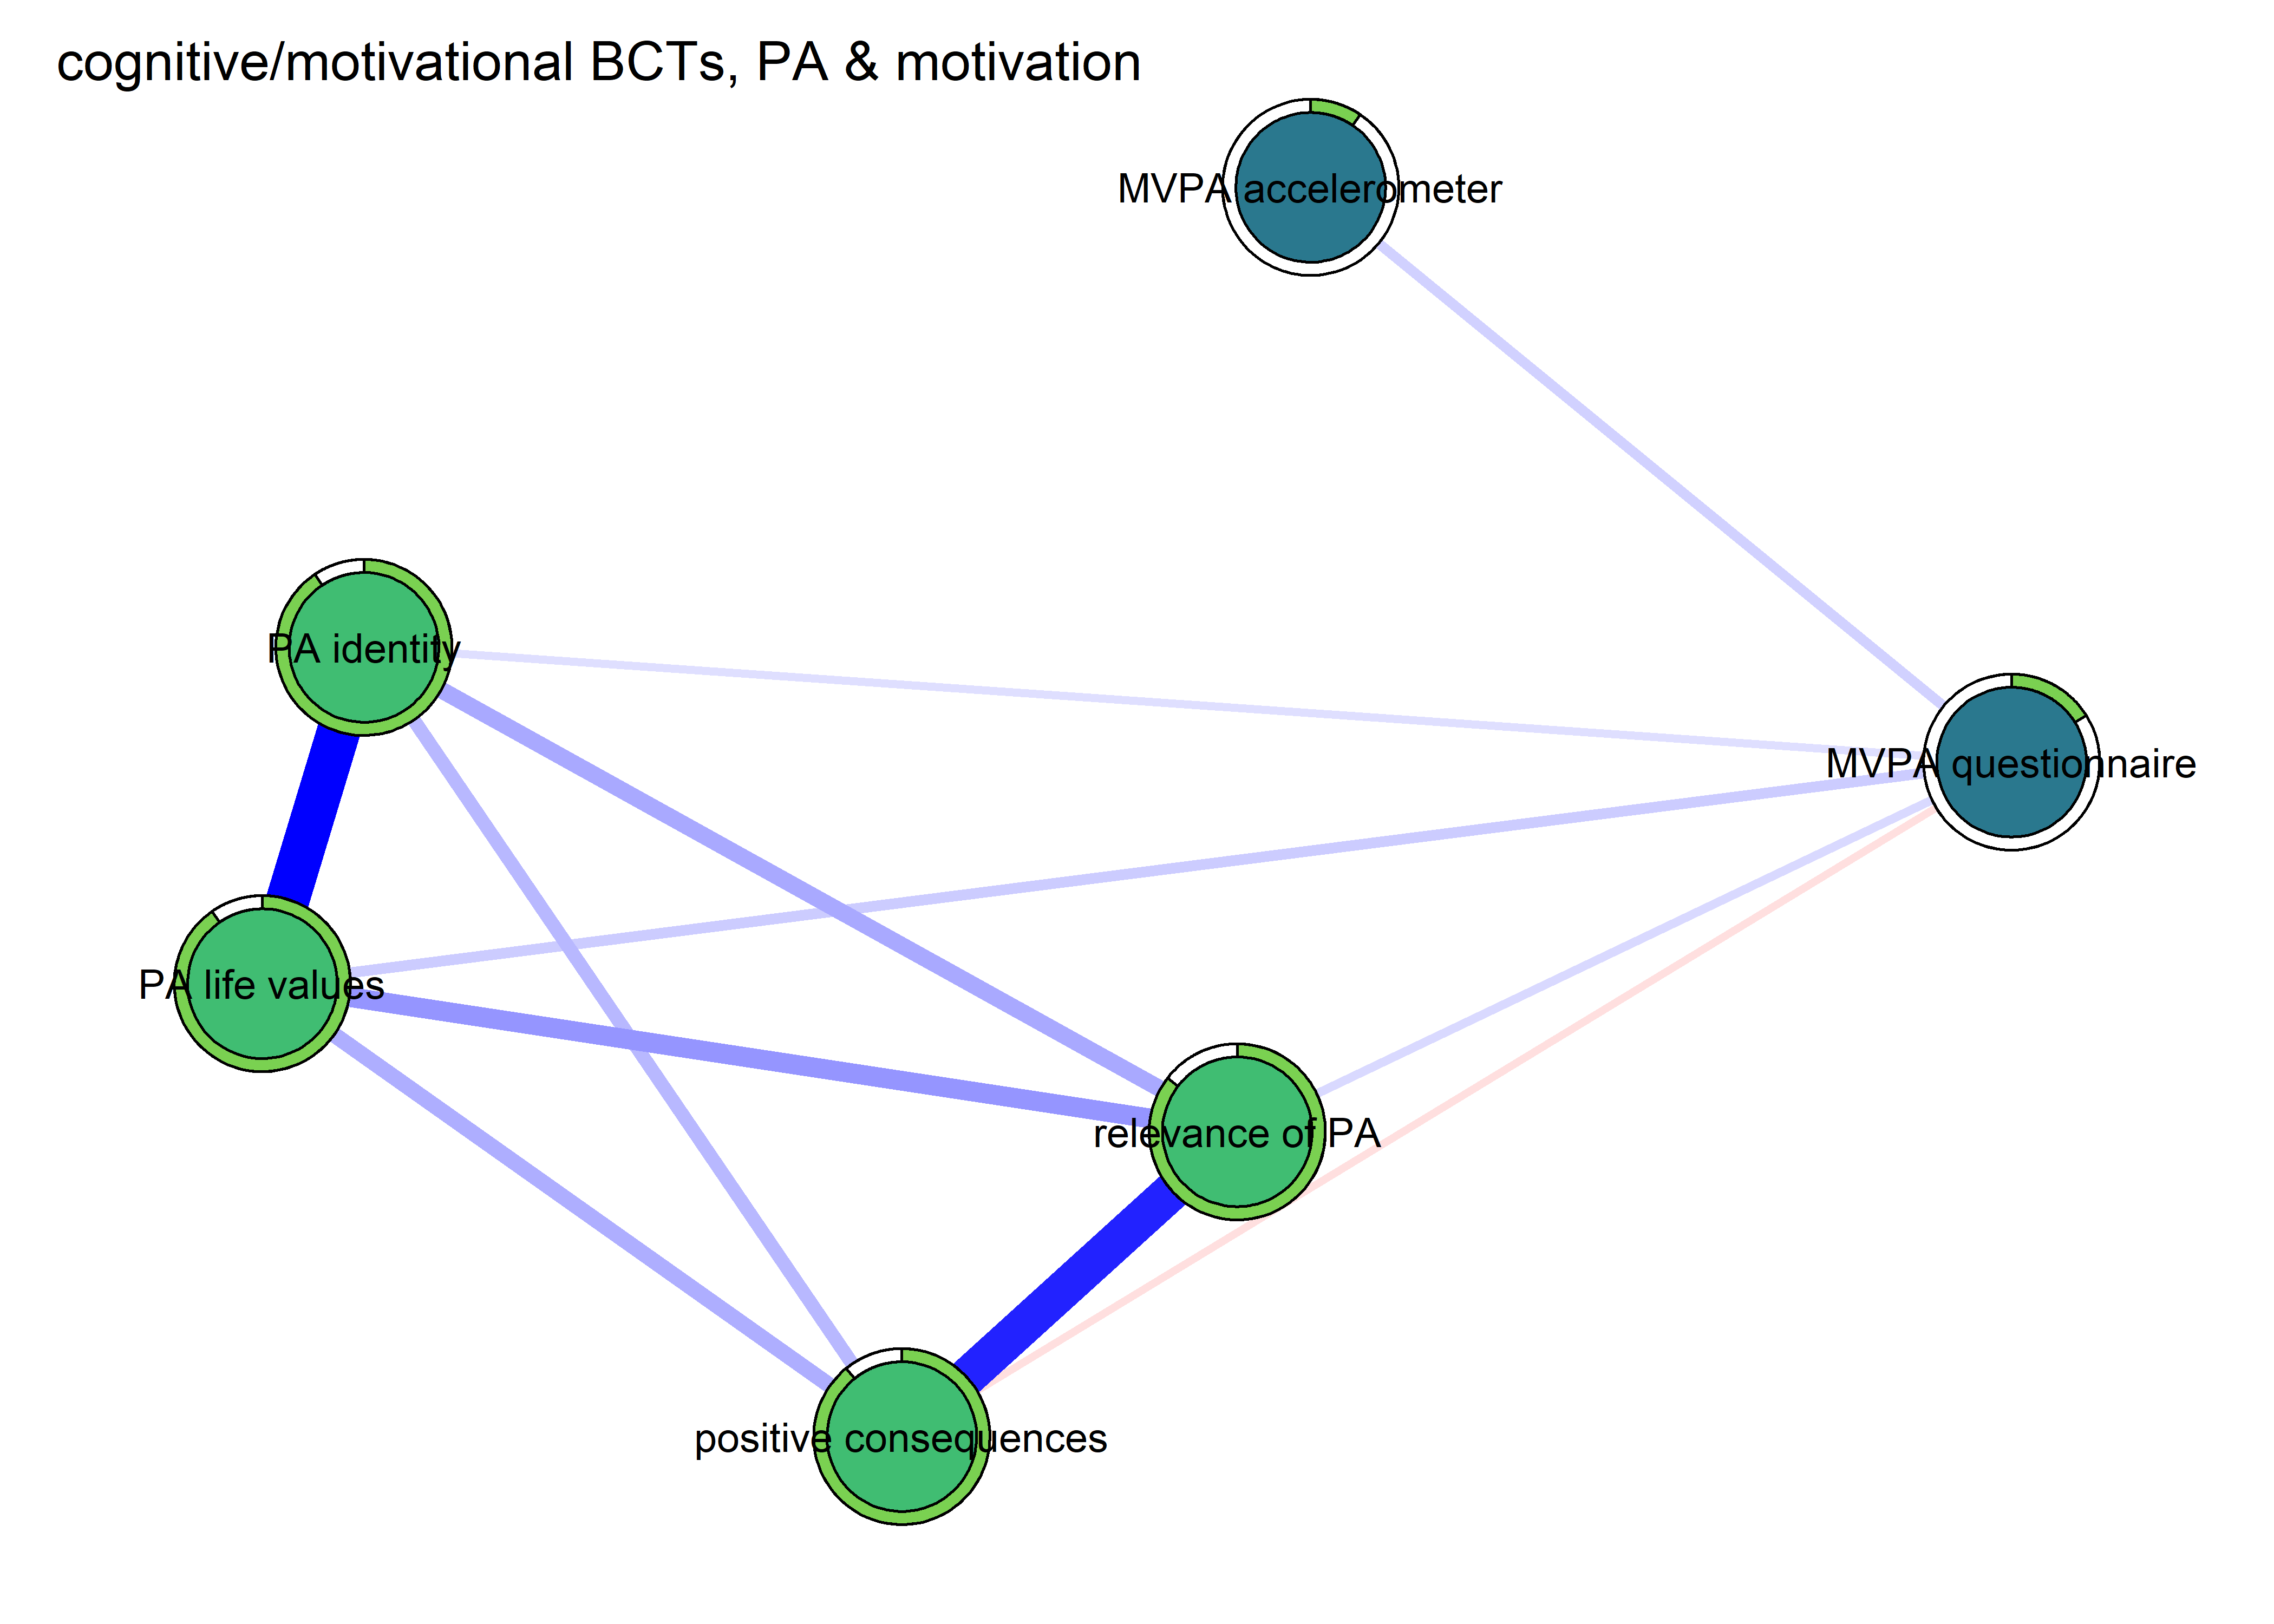 cognitive/motivational BCTs, PA & motivation
MVPA accelerometer
PA identity
MVPA questionnaire
PA life values
relevance of PA
positive consequences